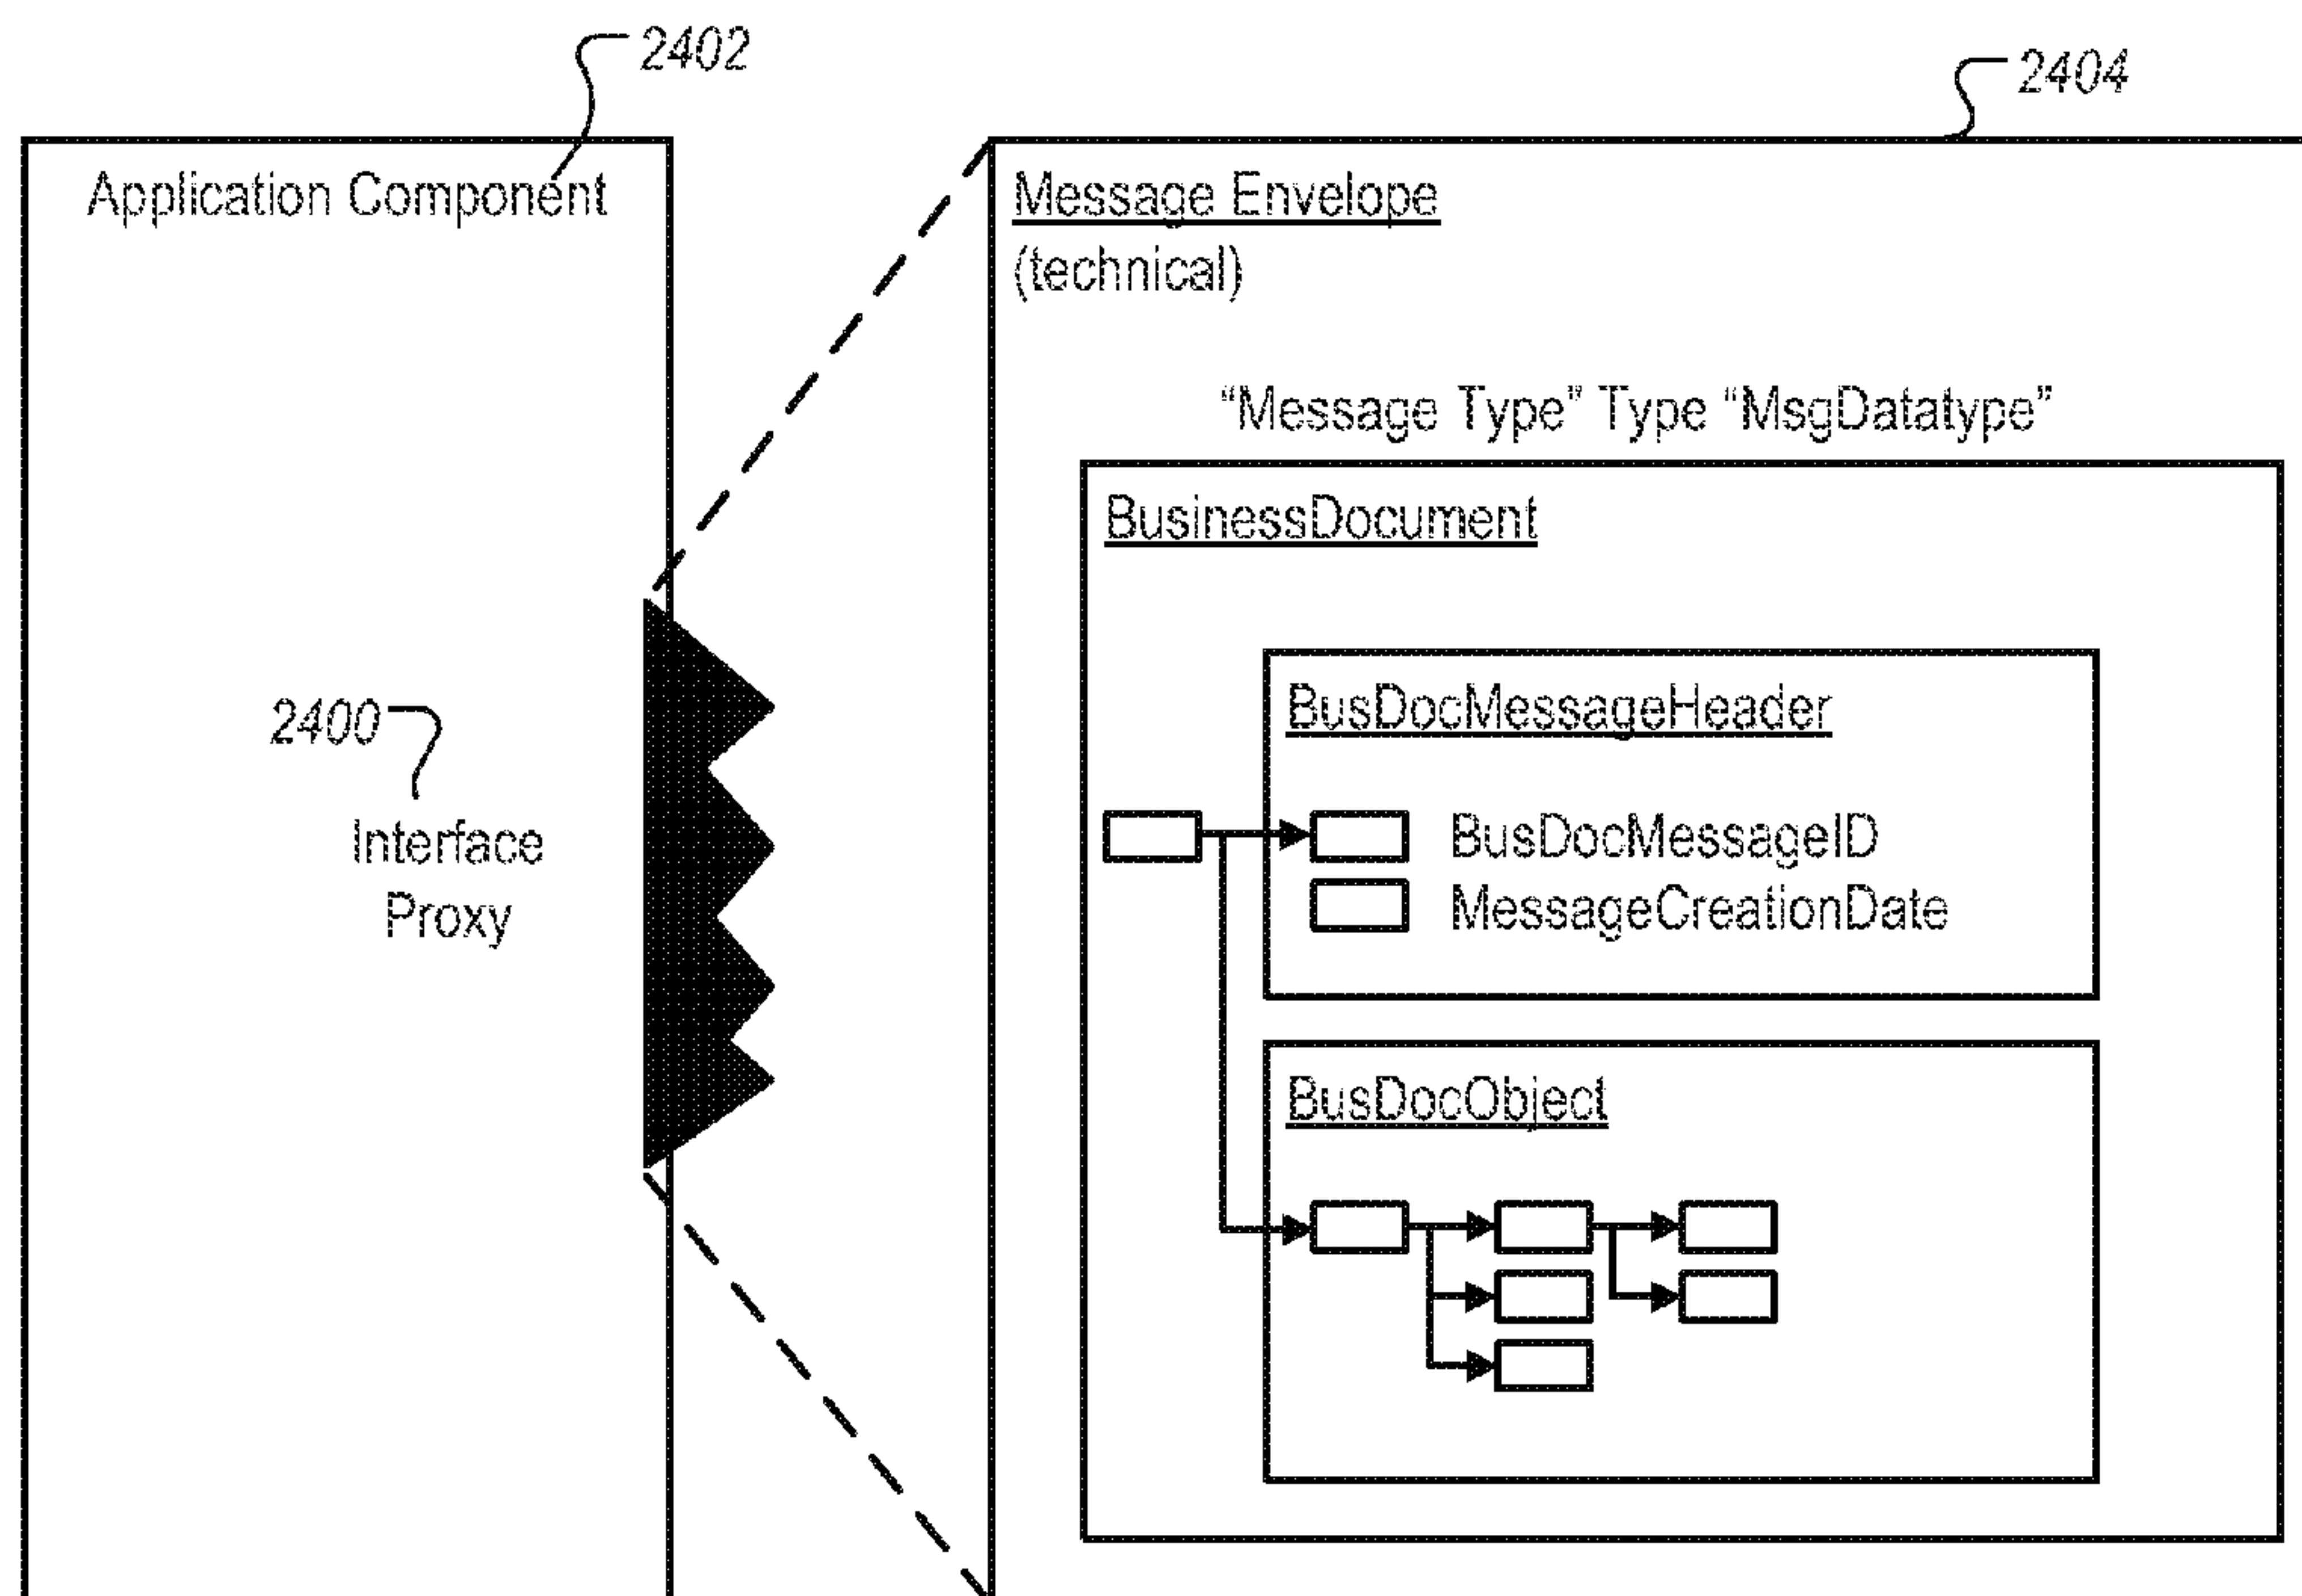 2402
2404
Application Component
Message Envelope
(technical)
“Message Type” Type “MsgDatatype”
BusinessDocument
BusDocMessageHeader
2400
Interface
Proxy
BusDocMessageID
MessageCreationDate
BusDocObject